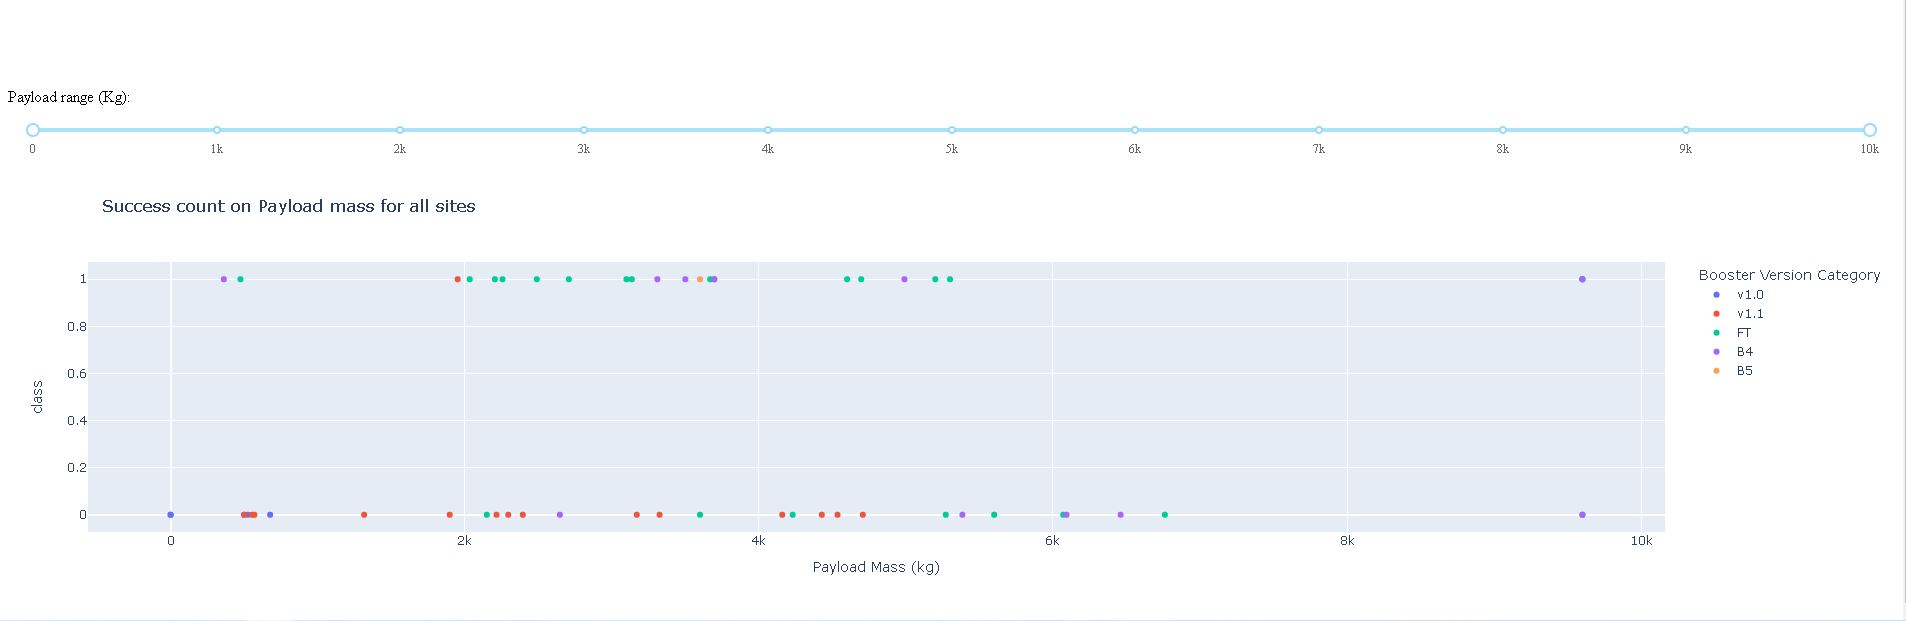 Payload range (Kg):
0 1k 2k 3k 4k 5k 6k 7k 8k 9k 10k
Success count on Payload mass for all sites
1
0.8
0.6
0.4
0.2
0
class
0 2k 4k 6k 8k 10k
Payload Mass (kg)
Booster Version Category
v1.0
v1.1
FT
B4
B5